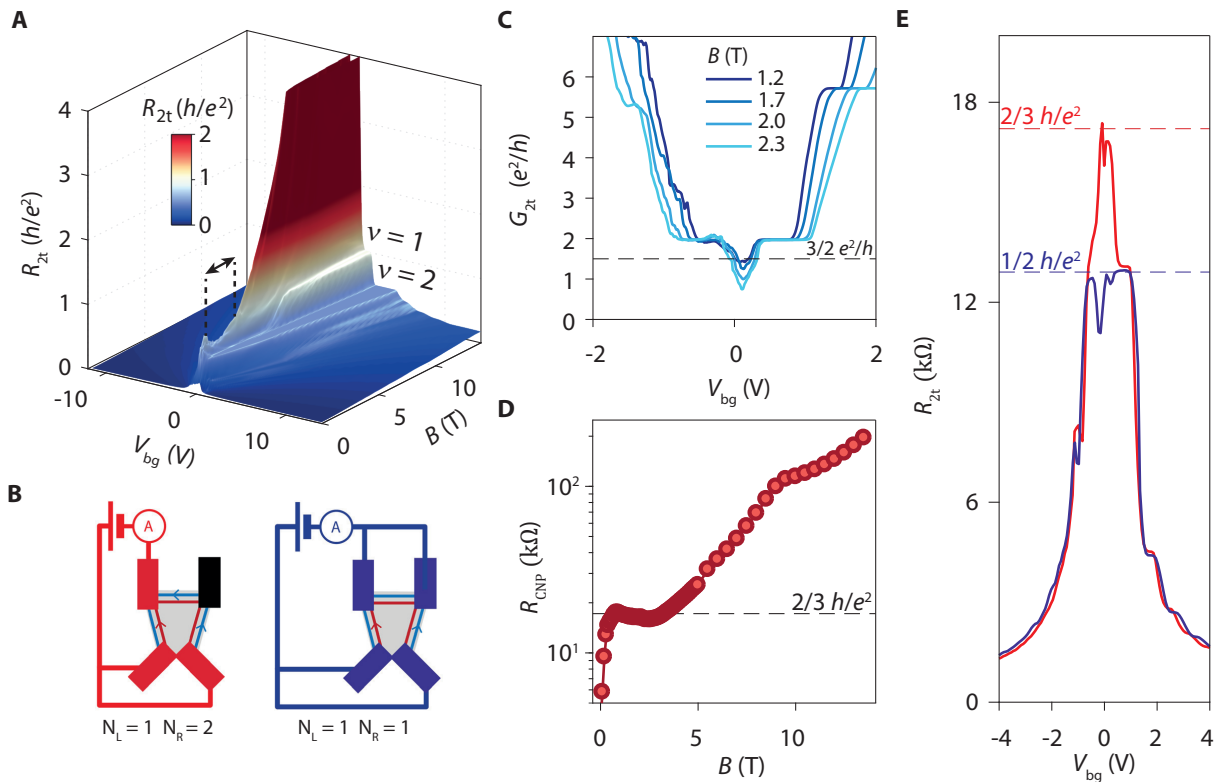 A
R2t (h/e²)
4
3
2
1
0
R2t (h/e²)
2
1
0
ν = 1
ν = 2
-10
0
10
Vbg (V)
0
5
10
B (T)
B
A
A
NL = 1 NR = 2
NL = 1 NR = 1
C
G2t (e²/h)
6
5
4
3
2
1
0
B (T)
1.2
1.7
2.0
2.3
3/2 e²/h
-2
0
2
Vbg (V)
D
RCNP (kΩ)
10²
10¹
2/3 h/e²
0
5
10
B (T)
E
R2t (kΩ)
18
12
6
0
2/3 h/e²
1/2 h/e²
-4
-2
0
2
4
Vbg (V)